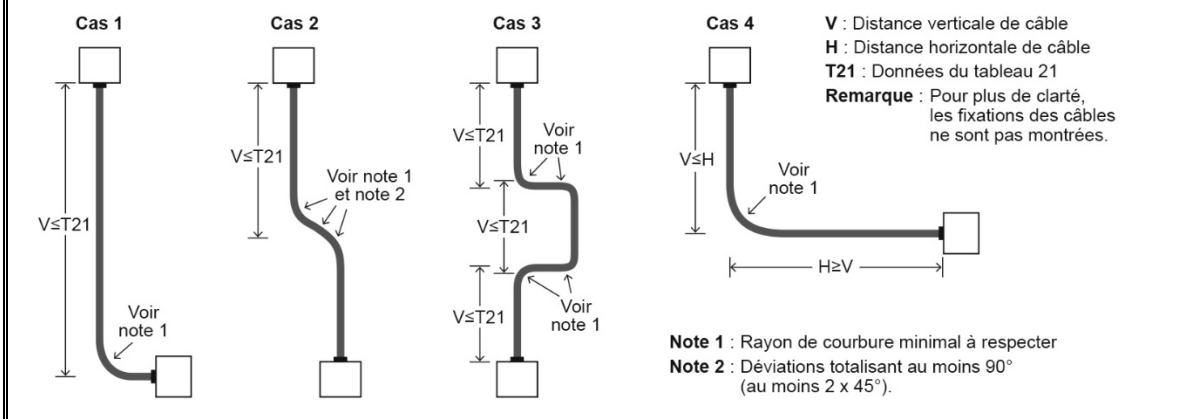 Cas 1
Cas 2
Cas 3
Cas 4
V : Distance verticale de câble
H : Distance horizontale de câble
T21 : Données du tableau 21
Remarque : Pour plus de clarté,
les fixations des câbles
ne sont pas montrées.
V≤T21
Voir
note 1
V≤T21
Voir note 1
et note 2
V≤T21
Voir
note 1
V≤T21
V≤T21
Voir
note 1
V≤H
Voir
note 1
H≥V
Note 1 : Rayon de courbure minimal à respecter
Note 2 : Déviations totalisant au moins 90°
(au moins 2 x 45°).